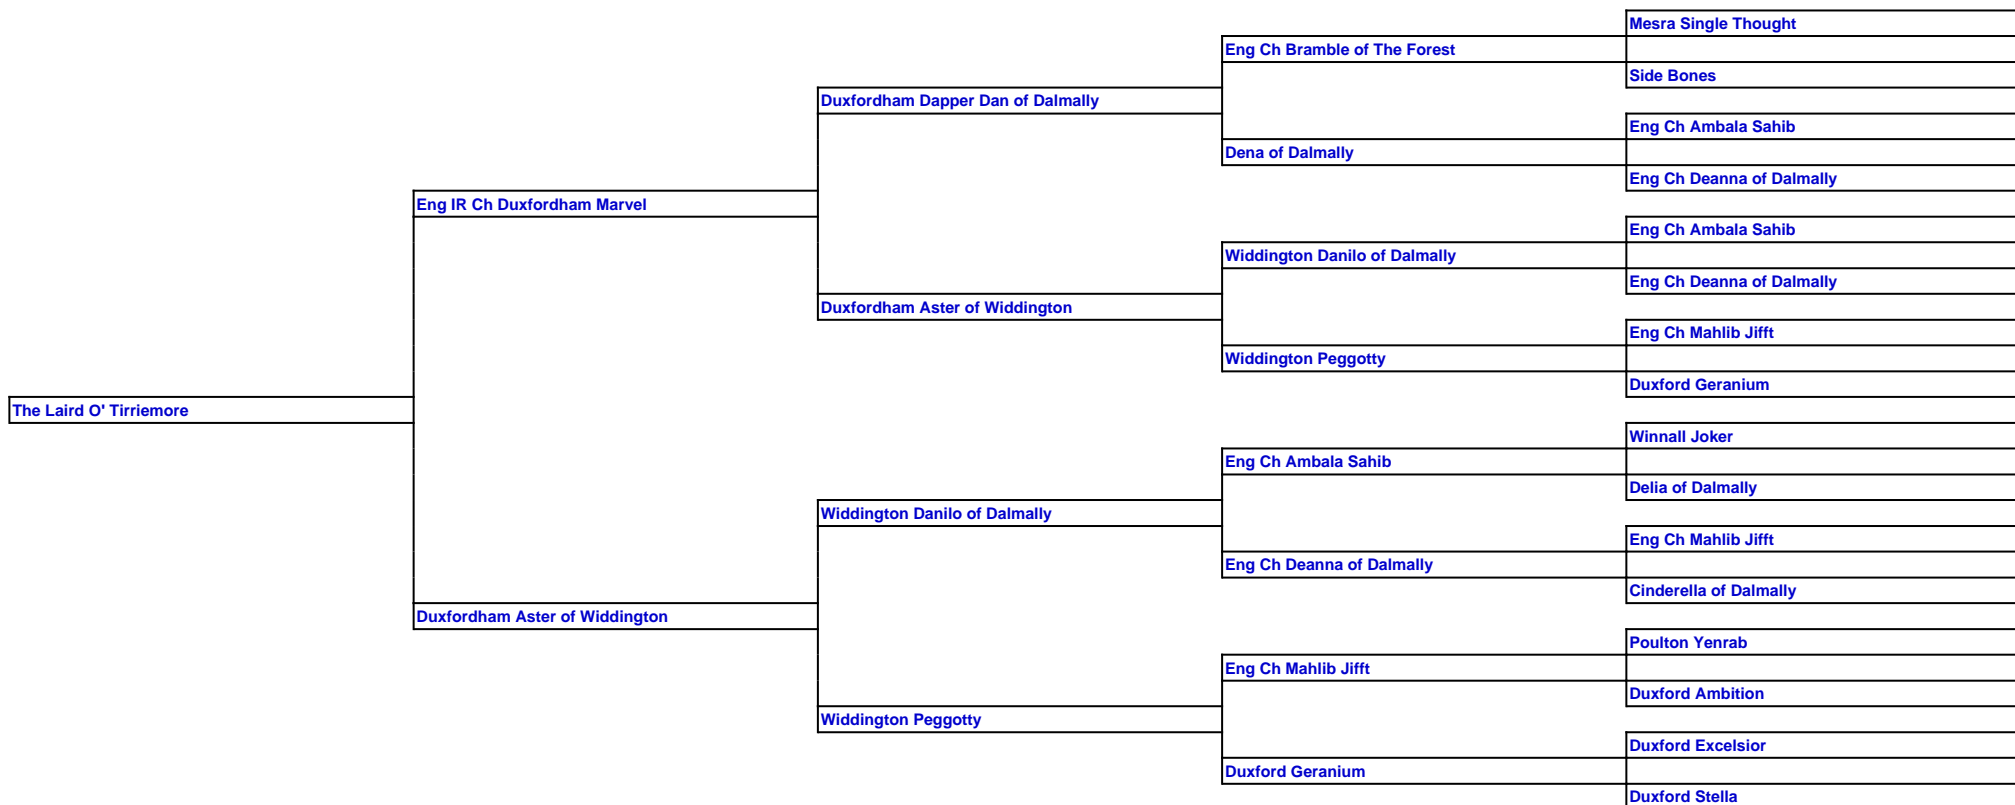 Mesra Single Thought
Eng Ch Bramble of The Forest
Side Bones
Duxfordham Dapper Dan of Dalmally
Eng Ch Ambala Sahib
Dena of Dalmally
Eng Ch Deanna of Dalmally
Eng IR Ch Duxfordham Marvel
Eng Ch Ambala Sahib
Widdington Danilo of Dalmally
Eng Ch Deanna of Dalmally
Duxfordham Aster of Widdington
Eng Ch Mahlib Jifft
Widdington Peggotty
Duxford Geranium
The Laird O' Tirriemore
Winnall Joker
Eng Ch Ambala Sahib
Delia of Dalmally
Widdington Danilo of Dalmally
Eng Ch Mahlib Jifft
Eng Ch Deanna of Dalmally
Cinderella of Dalmally
Duxfordham Aster of Widdington
Poulton Yenrab
Eng Ch Mahlib Jifft
Duxford Ambition
Widdington Peggotty
Duxford Excelsior
Duxford Geranium
Duxford Stella